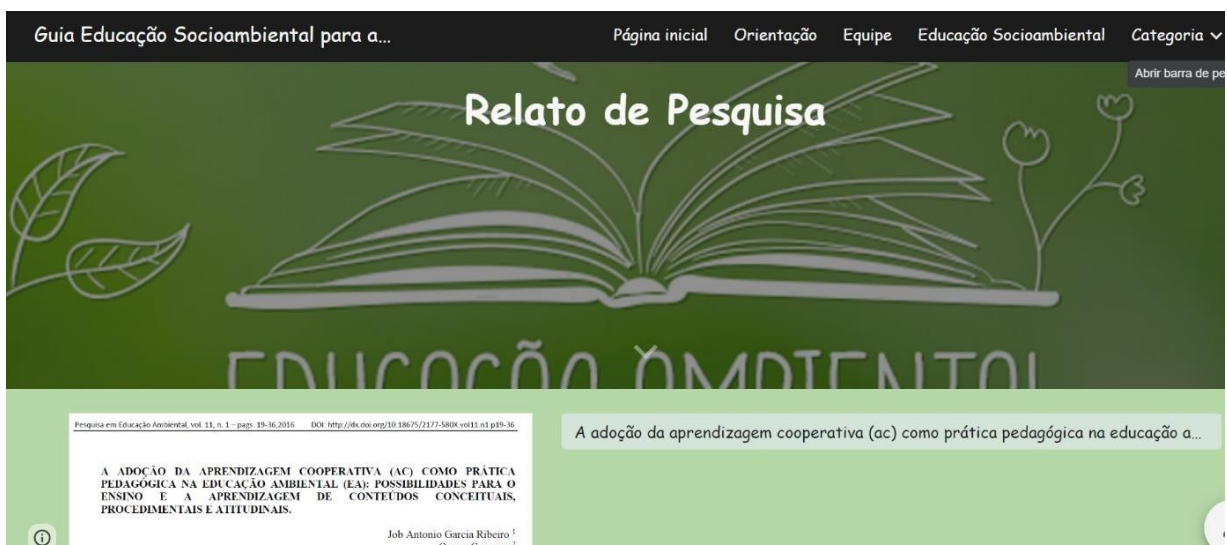 Guia Educação Socioambiental para a...
Página inicial Orientação Equipe Educação Socioambiental Categoria
Abrir barra de pe
Relato de Pesquisa
EDUCAÇÃO AMBIENTAL
Pesquisa em Educação Ambiental, vol. 11, n. 1 – pags. 19-36,2016 DOI: http://dx.doi.org/10.18675/2177-580X.vol11.n1.p19-36
A adoção da aprendizagem cooperativa (ac) como prática pedagógica na educação a...
A ADOÇÃO DA APRENDIZAGEM COOPERATIVA (AC) COMO PRÁTICA
PEDAGÓGICA NA EDUCAÇÃO AMBIENTAL (EA): POSSIBILIDADES PARA O
ENSINO E A APRENDIZAGEM DE CONTEÚDOS CONCEITUAIS,
PROCEDIMENTAIS E ATITUDINAIS.
Job Antonio Garcia Ribeiro 1